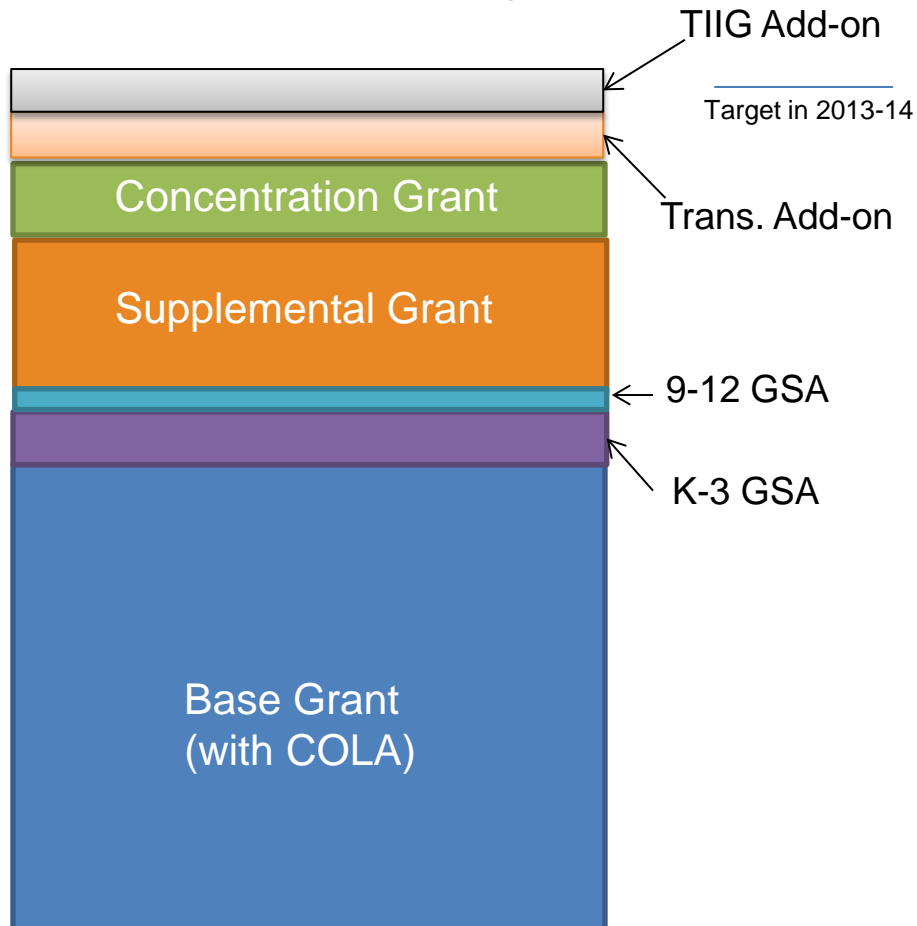 TIIG Add-on
Target in 2013-14
Concentration Grant
Trans. Add-on
Supplemental Grant
9-12 GSA
K-3 GSA
Base Grant
(with COLA)